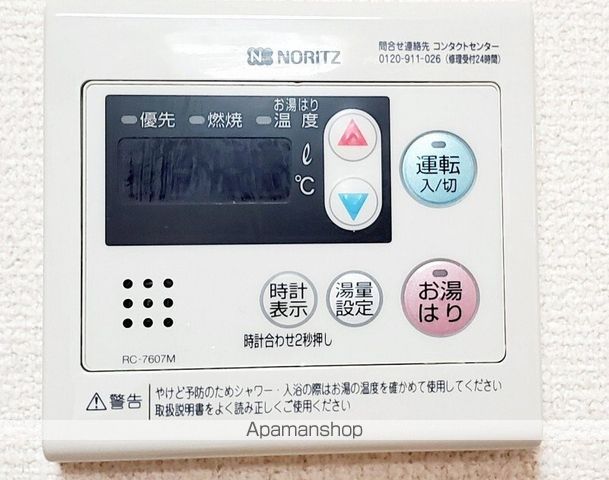 NORITZ
問合せ連絡先 コンタクトセンター
0120-911-026(修理受付24時間)
お湯はり
優先 燃焼 温度
ℓ
℃
運転
入/切
時計
表示
湯量
設定
お湯
はり
時計合わせ2秒押し
RC-7607M
警告
やけど予防のためシャワー・入浴の際はお湯の温度を確かめて使用してください
取扱説明書をよく読み正しくご使用ください
Apamanshop